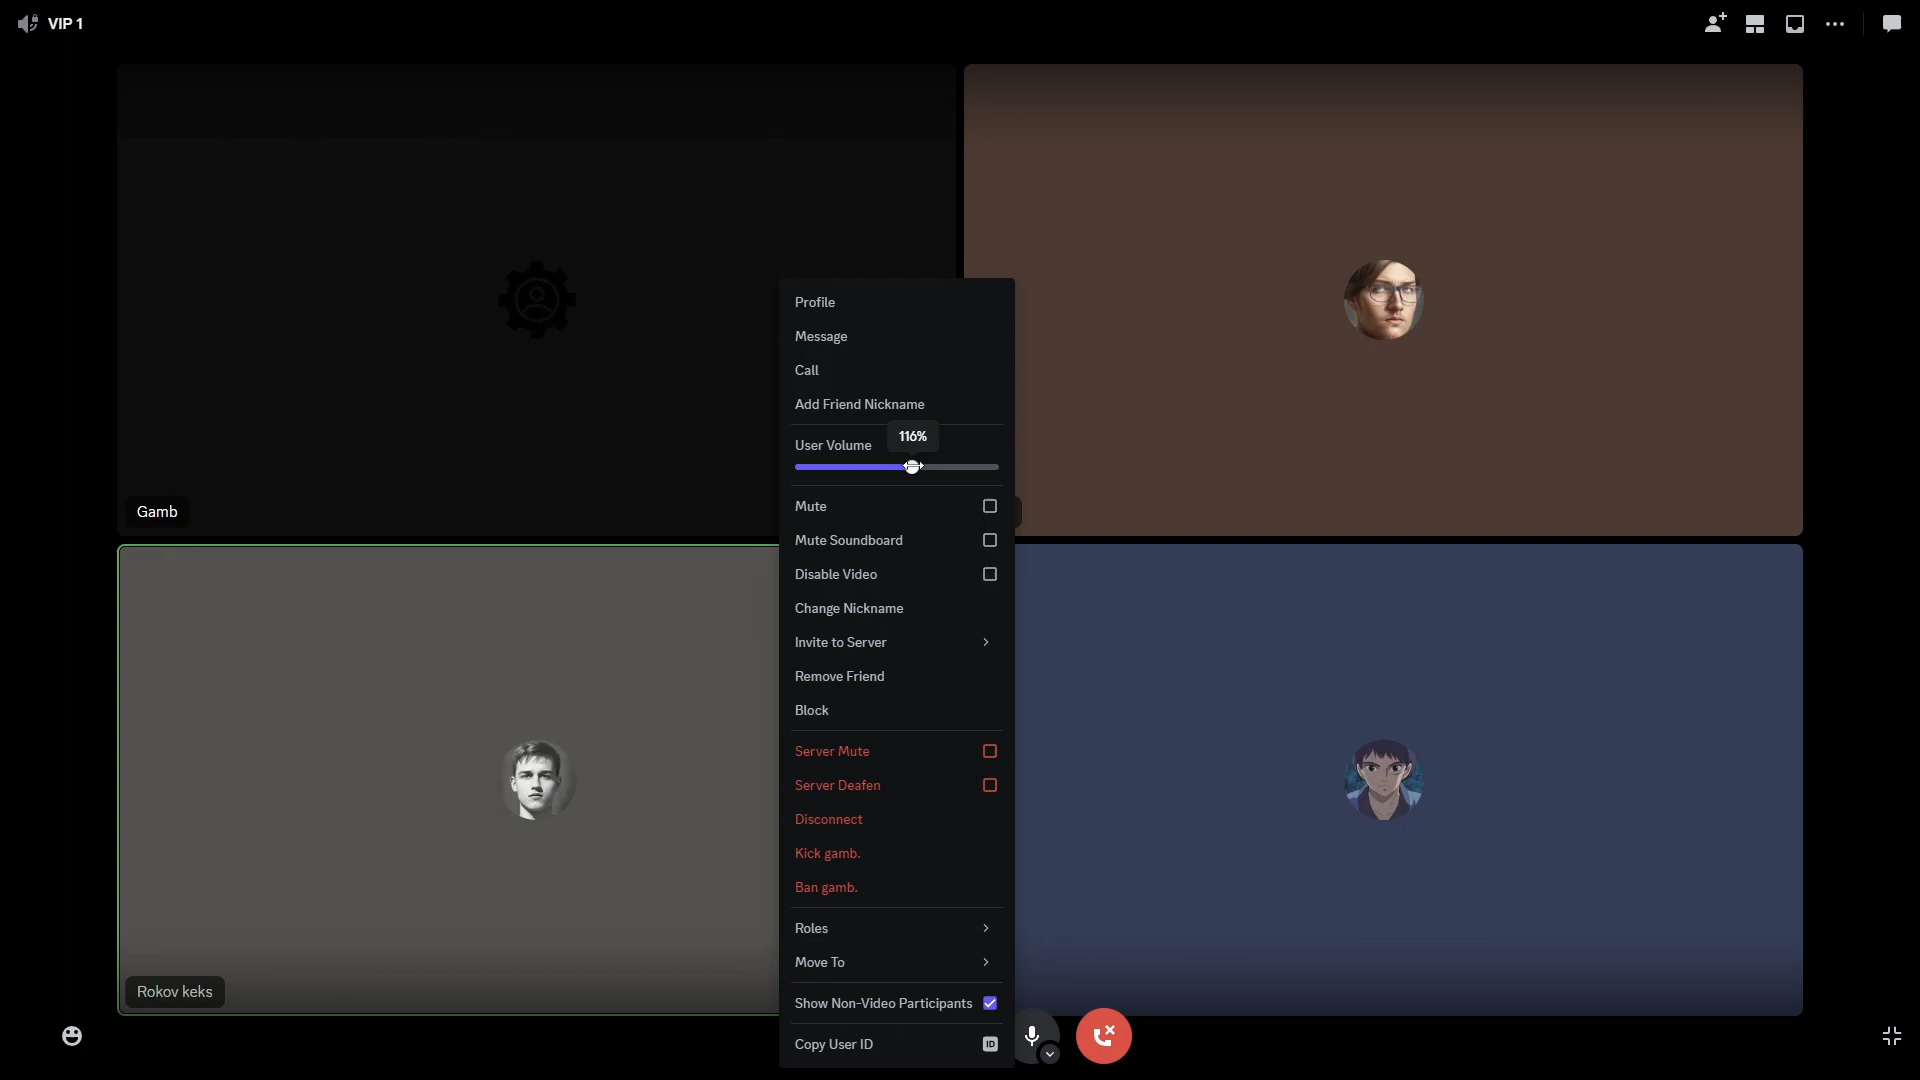 VIP 1
Profile
Message
Call
Add Friend Nickname
116%
User Volume
Mute
Gamb
Mute Soundboard
Disable Video
Change Nickname
Invite to Server
Remove Friend
Block
Server Mute
Server Deafen
Disconnect
Kick gamb.
Ban gamb.
Roles
Move To
Rokov keks
Show Non-Video Participants
Copy User ID
ID